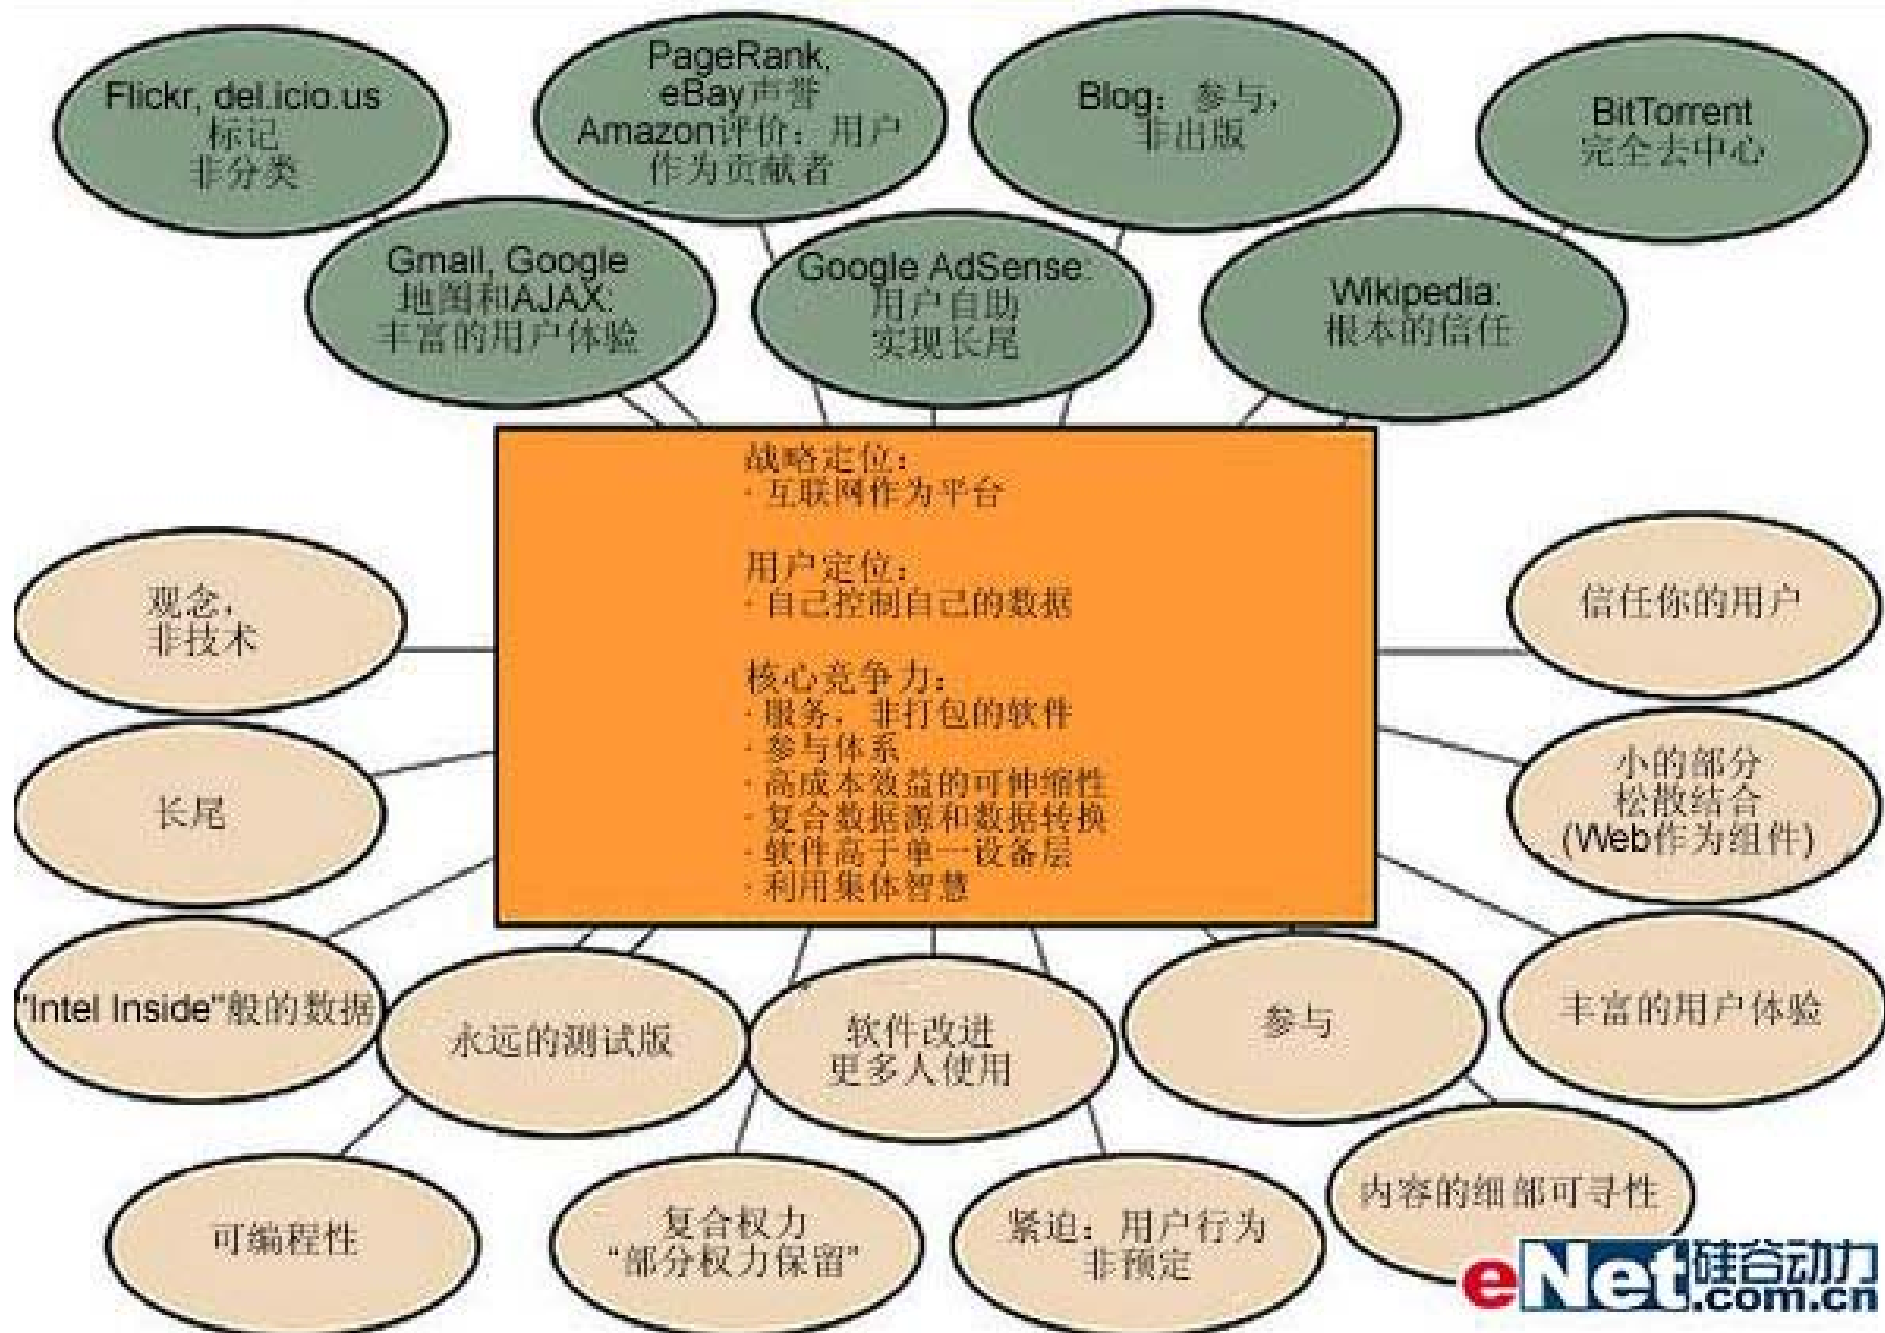 Flickr, del.icio.us
标记
非分类
PageRank,
eBay声誉
Amazon评价：用户
作为贡献者
Blog：参与，
非出版
BitTorrent
完全去中心
Gmail, Google
地图和AJAX:
丰富的用户体验
Google AdSense:
用户自助
实现长尾
Wikipedia:
根本的信任
战略定位：
· 互联网作为平台
用户定位：
· 自己控制自己的数据
核心竞争力：
· 服务，非打包的软件
· 参与体系
· 高成本效益的可伸缩性
· 复合数据源和数据转换
· 软件高于单一设备层
· 利用集体智慧
观念，
非技术
长尾
"Intel Inside"般的数据
信任你的用户
小的部分
松散结合
(Web作为组件)
丰富的用户体验
永远的测试版
软件改进
更多人使用
参与
可编程性
复合权力
“部分权力保留”
紧迫：用户行为
非预定
内容的细部可寻性
eNet硅谷动力
.com.cn